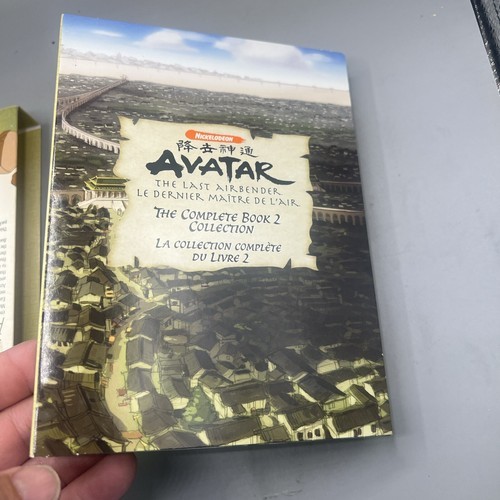 NICKELODEON
降去神通
AVATAR
THE LAST AIRBENDER
LE DERNIER MAÎTRE DE L'AIR
THE COMPLETE BOOK 2
COLLECTION
LA COLLECTION COMPLÈTE
DU LIVRE 2